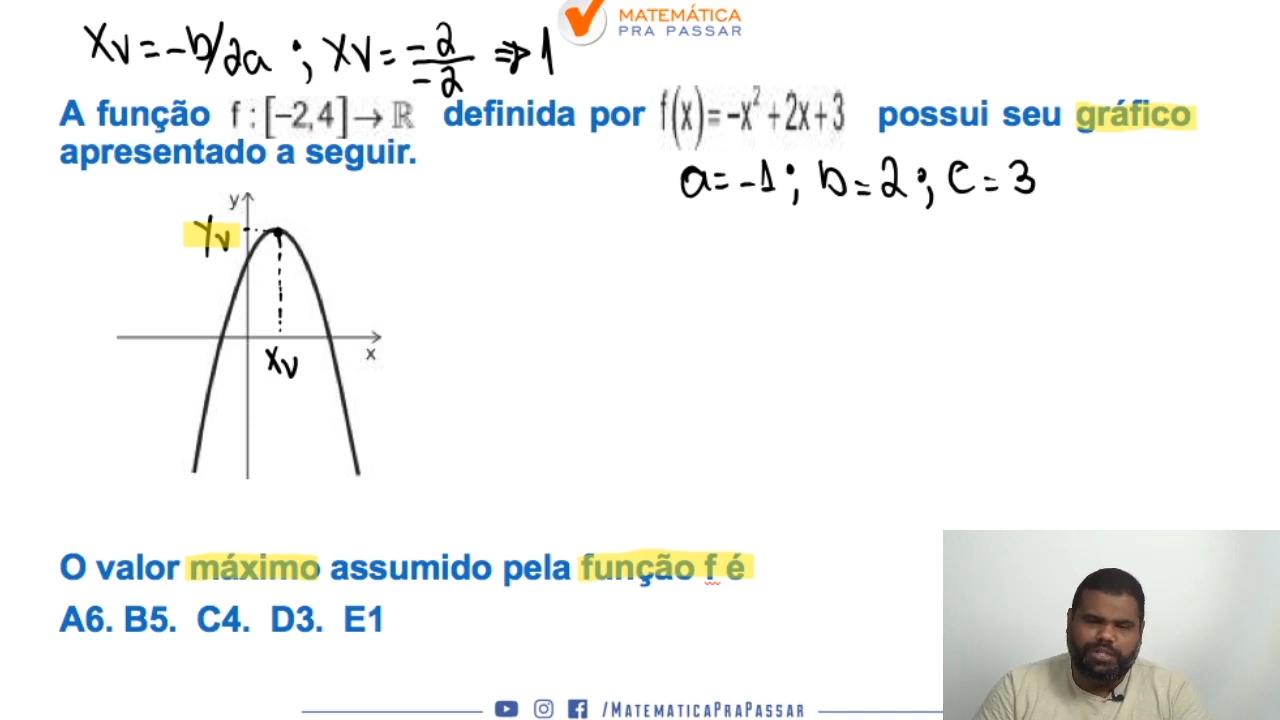 MATEMÁTICA
PRA PASSAR
Xv = -b/2a ; Xv = -2/-2 ⇒ 1
A função f : [-2,4] → ℝ definida por f(x) = -x² + 2x + 3 possui seu gráfico
apresentado a seguir.
a = -1 ; b = 2 ; c = 3
y
Yv
x
Xv
O valor máximo assumido pela função f é
A6. B5. C4. D3. E1
/MATEMATICAPRAPASSAR